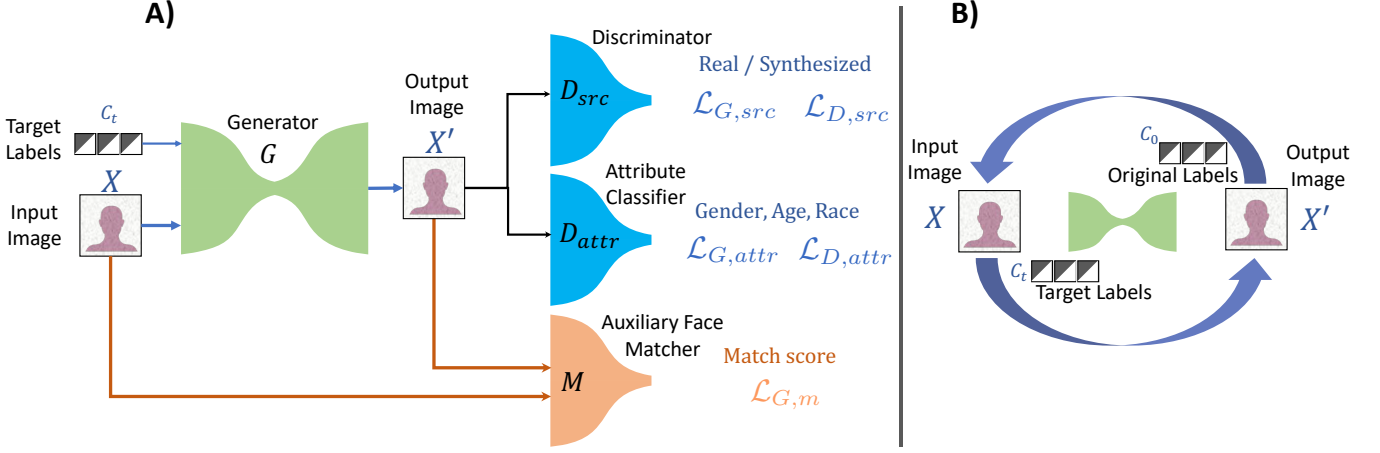 A)
Target
Labels
C_t
Input
Image
X
Generator
G
Output
Image
X′
Discriminator
D_src
Real / Synthesized
ℒ_G,src ℒ_D,src
Attribute
Classifier
D_attr
Gender, Age, Race
ℒ_G,attr ℒ_D,attr
Auxiliary Face
Matcher
M
Match score
ℒ_G,m
B)
Input
Image
X
C_0
Original Labels
Output
Image
X′
C_t
Target Labels